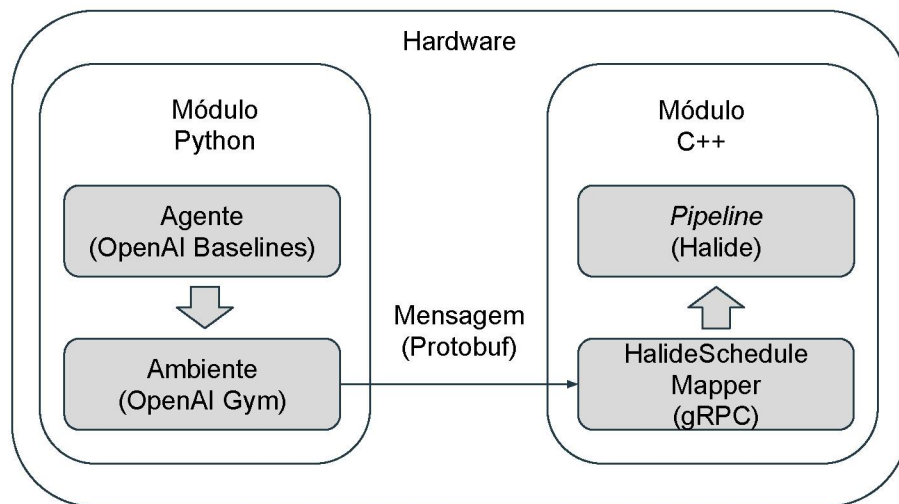 Hardware
Módulo
Python
Agente
(OpenAI Baselines)
Ambiente
(OpenAI Gym)
Mensagem
(Protobuf)
Módulo
C++
Pipeline
(Halide)
HalideSchedule
Mapper
(gRPC)